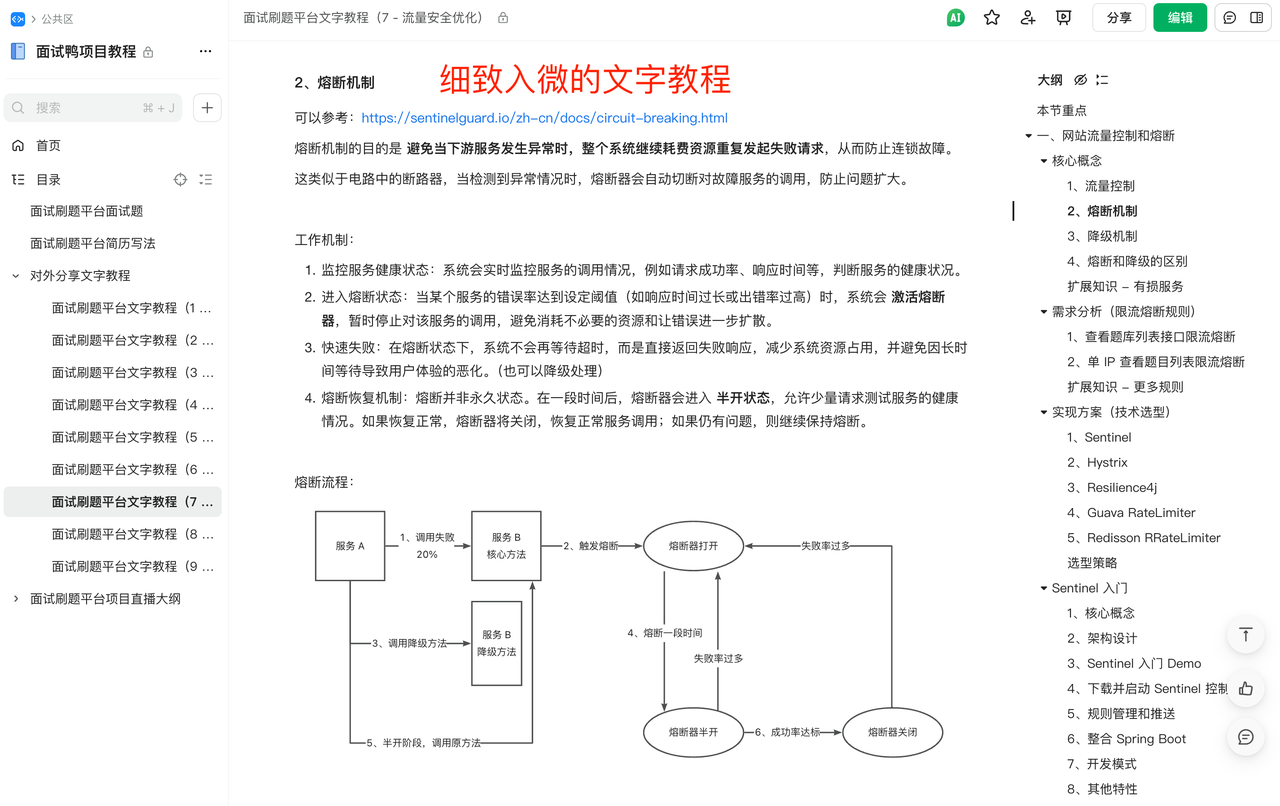 公共区
面试鸭项目教程
搜索
⌘ + J
首页
目录
面试刷题平台面试题
面试刷题平台简历写法
对外分享文字教程
面试刷题平台文字教程（1 ...
面试刷题平台文字教程（2 ...
面试刷题平台文字教程（3 ...
面试刷题平台文字教程（4 ...
面试刷题平台文字教程（5 ...
面试刷题平台文字教程（6 ...
面试刷题平台文字教程（7 ...
面试刷题平台文字教程（8 ...
面试刷题平台文字教程（9 ...
面试刷题平台项目直播大纲
面试刷题平台文字教程（7 - 流量安全优化）
AI
分享
编辑
2、熔断机制
细致入微的文字教程
可以参考：https://sentinelguard.io/zh-cn/docs/circuit-breaking.html
熔断机制的目的是 避免当下游服务发生异常时，整个系统继续耗费资源重复发起失败请求，从而防止连锁故障。
这类似于电路中的断路器，当检测到异常情况时，熔断器会自动切断对故障服务的调用，防止问题扩大。
工作机制：
1. 监控服务健康状态：系统会实时监控服务的调用情况，例如请求成功率、响应时间等，判断服务的健康状况。
2. 进入熔断状态：当某个服务的错误率达到设定阈值（如响应时间过长或出错率过高）时，系统会 激活熔断
器，暂时停止对该服务的调用，避免消耗不必要的资源和让错误进一步扩散。
3. 快速失败：在熔断状态下，系统不会再等待超时，而是直接返回失败响应，减少系统资源占用，并避免因长时
间等待导致用户体验的恶化。（也可以降级处理）
4. 熔断恢复机制：熔断并非永久状态。在一段时间后，熔断器会进入 半开状态，允许少量请求测试服务的健康
情况。如果恢复正常，熔断器将关闭，恢复正常服务调用；如果仍有问题，则继续保持熔断。
熔断流程：
服务 A
1、调用失败
20%
服务 B
核心方法
2、触发熔断
熔断器打开
失败率过多
3、调用降级方法
服务 B
降级方法
4、熔断一段时间
失败率过多
5、半开阶段，调用原方法
熔断器半开
6、成功率达标
熔断器关闭
大纲
本节重点
一、网站流量控制和熔断
核心概念
1、流量控制
2、熔断机制
3、降级机制
4、熔断和降级的区别
扩展知识 - 有损服务
需求分析（限流熔断规则）
1、查看题库列表接口限流熔断
2、单 IP 查看题目列表限流熔断
扩展知识 - 更多规则
实现方案（技术选型）
1、Sentinel
2、Hystrix
3、Resilience4j
4、Guava RateLimiter
5、Redisson RRateLimiter
选型策略
Sentinel 入门
1、核心概念
2、架构设计
3、Sentinel 入门 Demo
4、下载并启动 Sentinel 控制
5、规则管理和推送
6、整合 Spring Boot
7、开发模式
8、其他特性